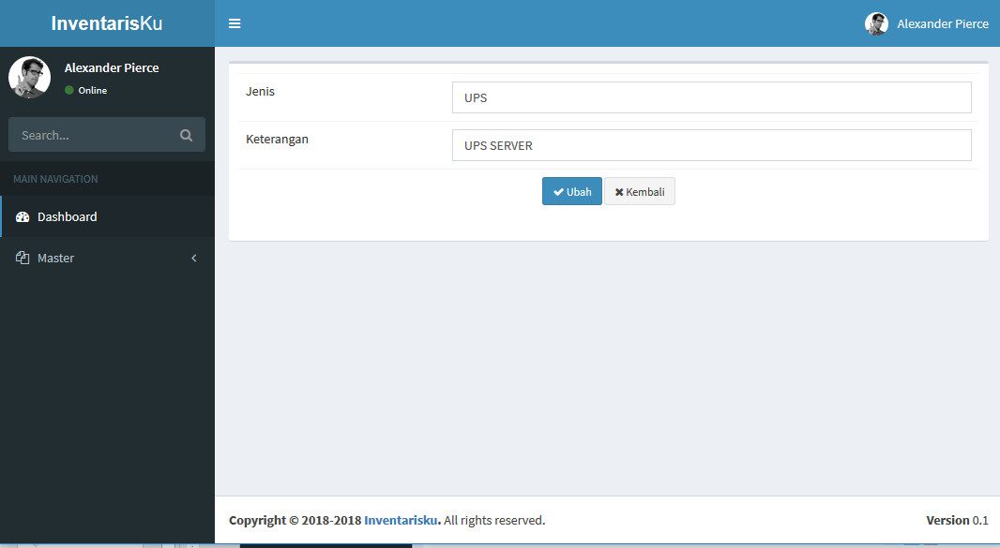 InventarisKu
Alexander Pierce
Alexander Pierce
Online
Search...
MAIN NAVIGATION
Dashboard
Master
Jenis
UPS
Keterangan
UPS SERVER
Ubah
Kembali
Copyright © 2018-2018 Inventarisku. All rights reserved.
Version 0.1